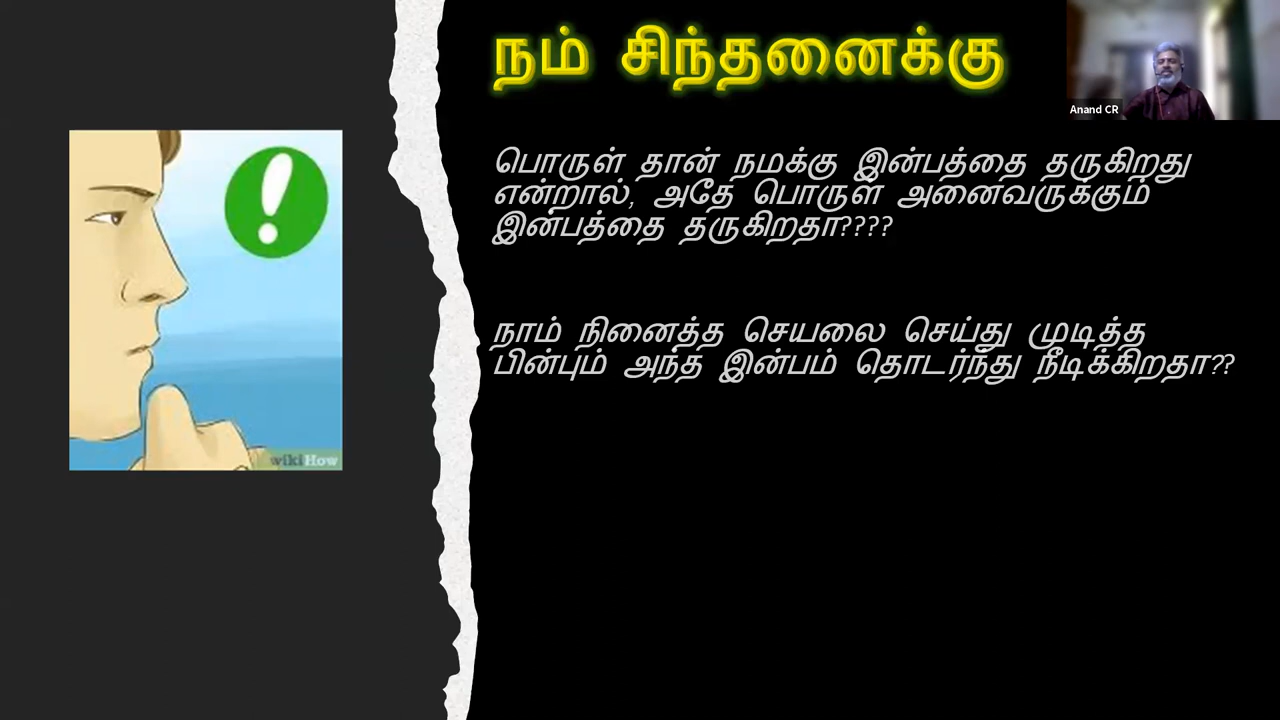 நம் சிந்தனைக்கு
Anand CR
பொருள் தான் நமக்கு இன்பத்தை தருகிறது
என்றால், அதே பொருள் அனைவருக்கும்
இன்பத்தை தருகிறதா????
நாம் நினைத்த செயலை செய்து முடித்த
பின்பும் அந்த இன்பம் தொடர்ந்து நீடிக்கிறதா??
wikiHow